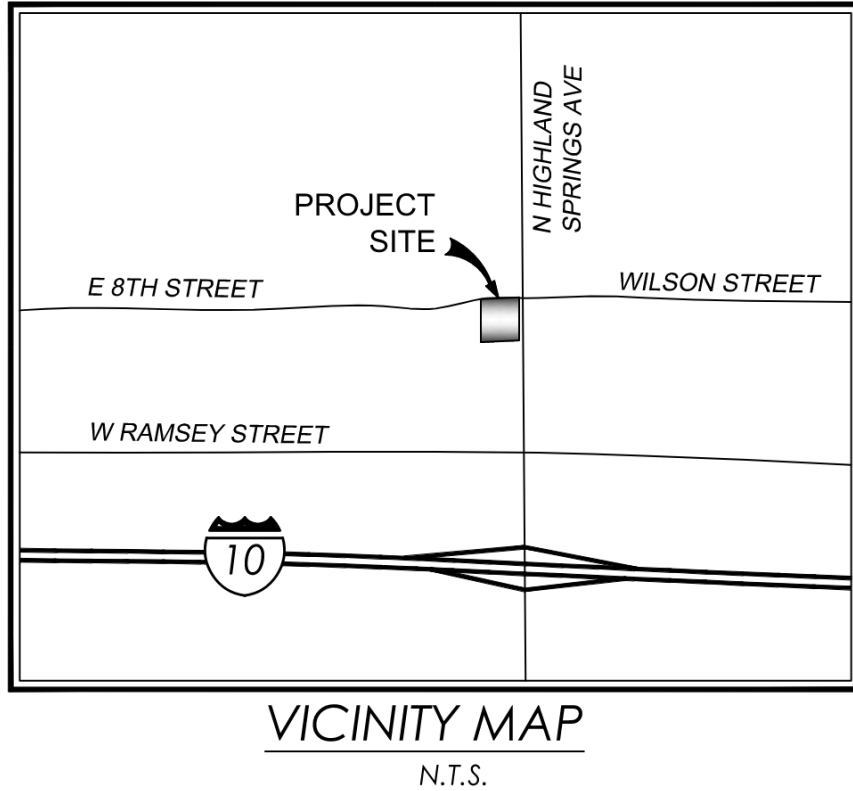 N HIGHLAND
SPRINGS AVE
PROJECT
SITE
E 8TH STREET
WILSON STREET
W RAMSEY STREET
10
VICINITY MAP
N.T.S.